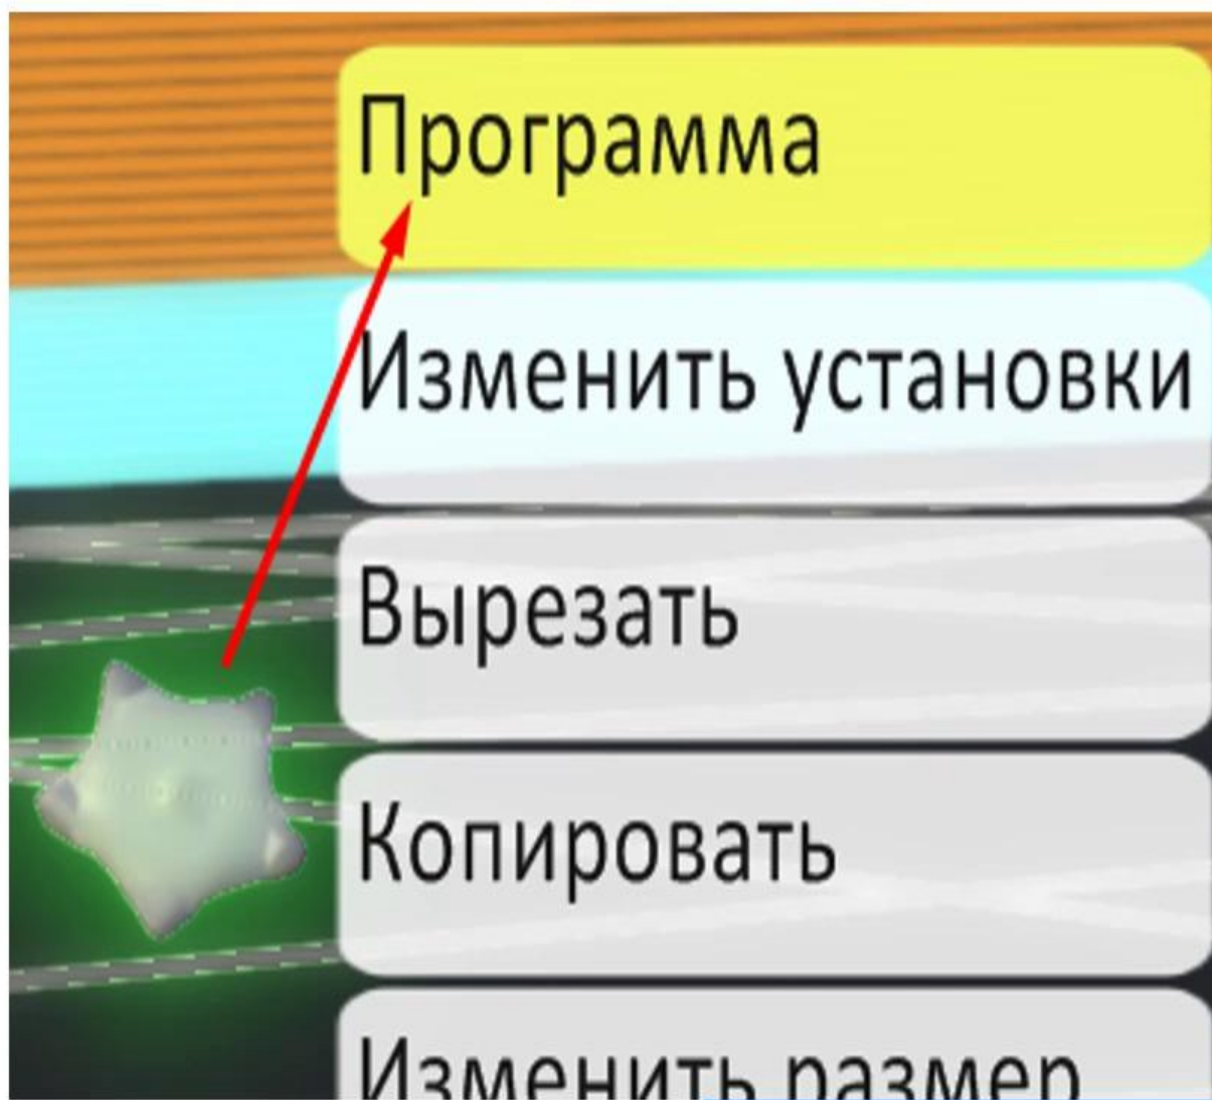 Программа
Изменить установки
Вырезать
Копировать
Изменить размер